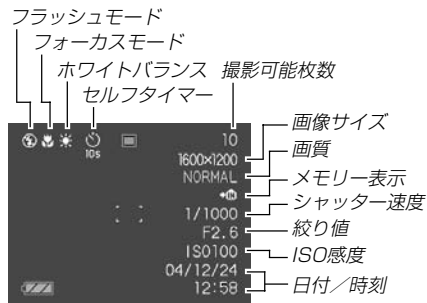 フラッシュモード
フォーカスモード
ホワイトバランス 撮影可能枚数
セルフタイマー
10
10s
1600×1200
NORMAL
1/1000
F2.6
ISO100
04/12/24
12:58
画像サイズ
画質
メモリー表示
シャッター速度
絞り値
ISO感度
日付／時刻